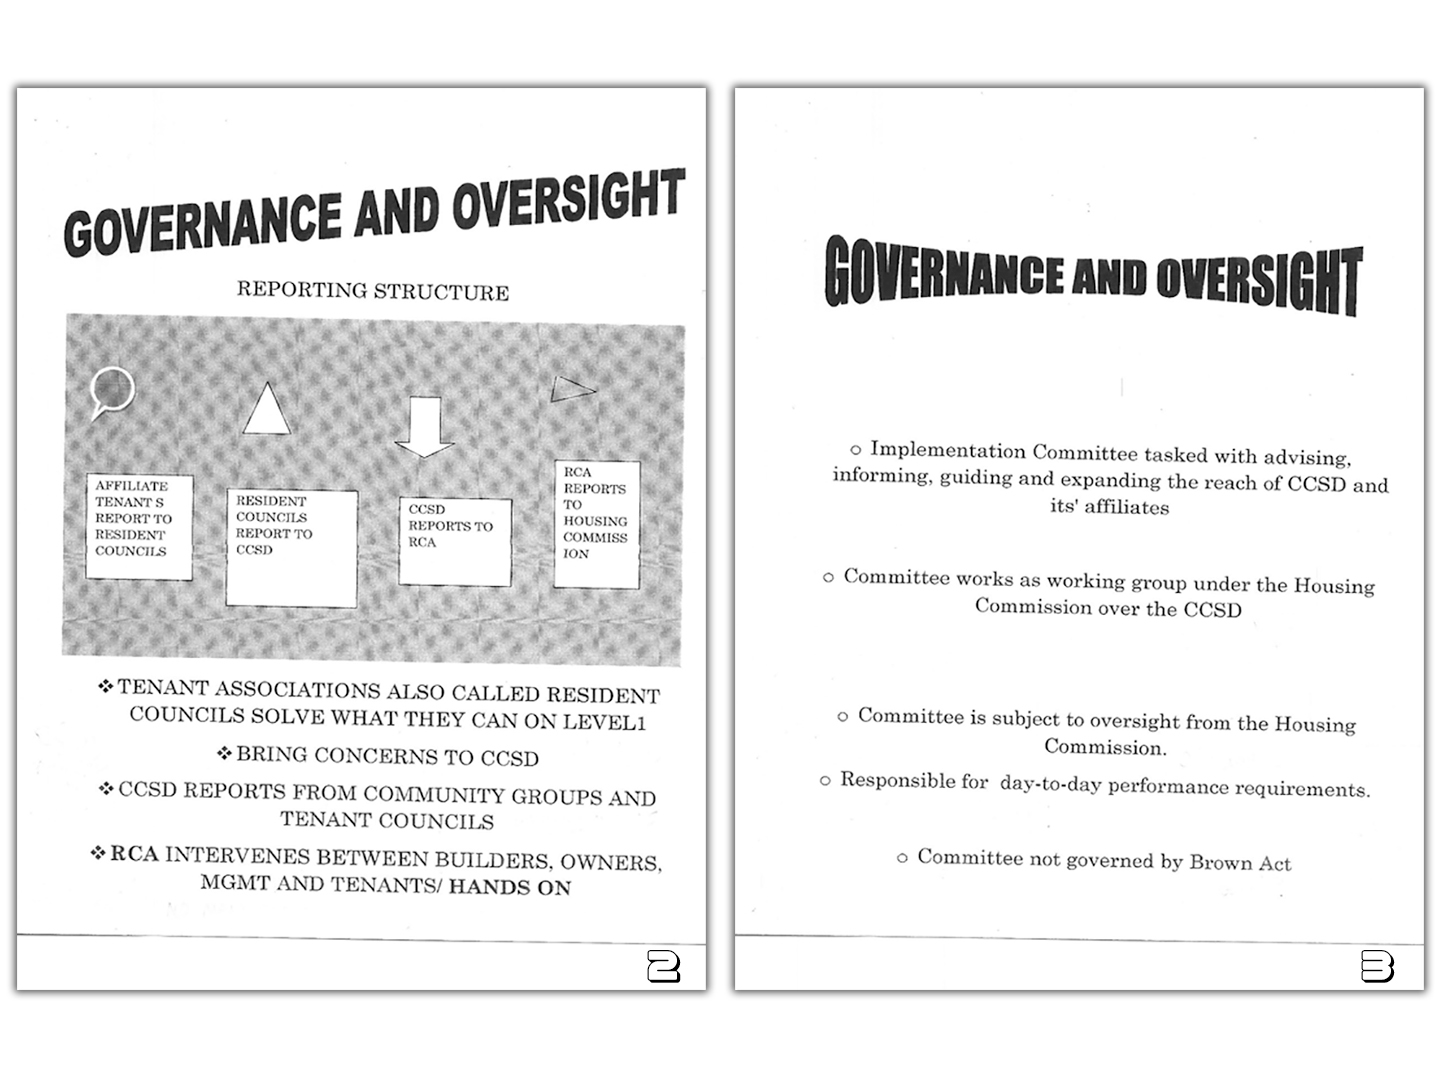 GOVERNANCE AND OVERSIGHT
REPORTING STRUCTURE
AFFILIATE
TENANT S
REPORT TO
RESIDENT
COUNCILS
RESIDENT
COUNCILS
REPORT TO
CCSD
CCSD
REPORTS TO
RCA
RCA
REPORTS
TO
HOUSING
COMMISS
ION
❖ TENANT ASSOCIATIONS ALSO CALLED RESIDENT
COUNCILS SOLVE WHAT THEY CAN ON LEVEL1
❖ BRING CONCERNS TO CCSD
❖ CCSD REPORTS FROM COMMUNITY GROUPS AND
TENANT COUNCILS
❖ RCA INTERVENES BETWEEN BUILDERS, OWNERS,
MGMT AND TENANTS/ HANDS ON
2
GOVERNANCE AND OVERSIGHT
o Implementation Committee tasked with advising,
informing, guiding and expanding the reach of CCSD and
its' affiliates
o Committee works as working group under the Housing
Commission over the CCSD
o Committee is subject to oversight from the Housing
Commission.
o Responsible for day-to-day performance requirements.
o Committee not governed by Brown Act
3